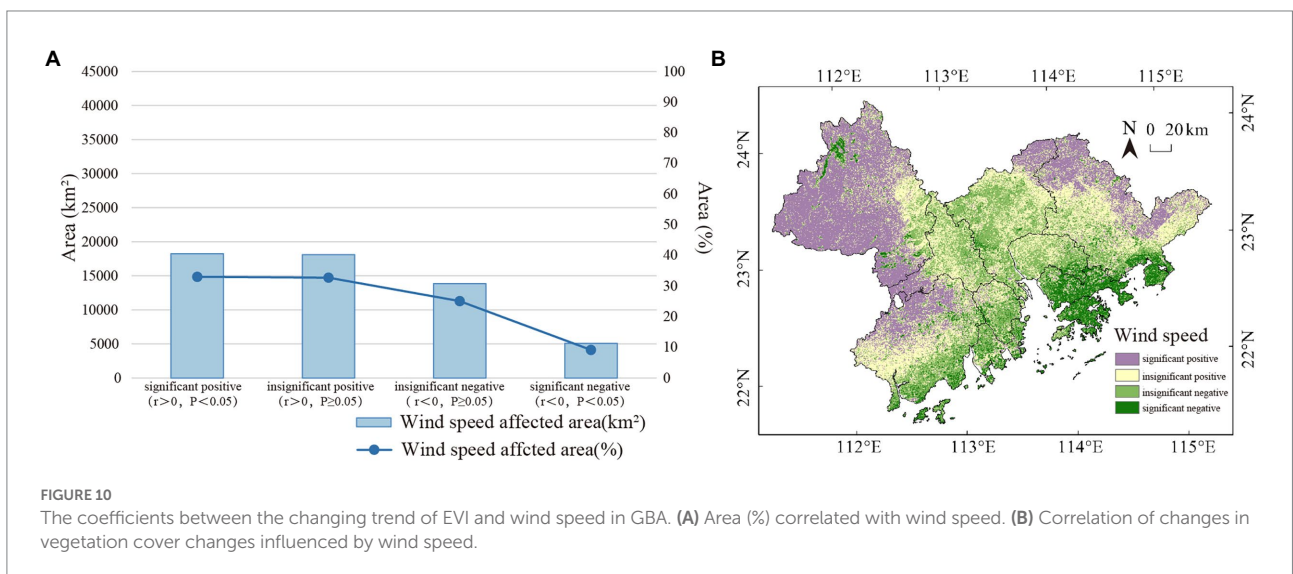 A
45000
40000
35000
30000
25000
20000
15000
10000
5000
0
Area (km²)
100
90
80
70
60
50
40
30
20
10
0
Area (%)
significant positive
(r>0, P<0.05)
insignificant positive
(r>0, P≥0.05)
insignificant negative
(r<0, P≥0.05)
significant negative
(r<0, P<0.05)
Wind speed affected area(km²)
Wind speed affcted area(%)
B
112°E 113°E 114°E 115°E
24°N
23°N
22°N
24°N
23°N
22°N
N 0 20 km
Wind speed
significant positive
insignificant positive
insignificant negative
significant negative
112°E 113°E 114°E 115°E
FIGURE 10
The coefficients between the changing trend of EVI and wind speed in GBA. (A) Area (%) correlated with wind speed. (B) Correlation of changes in
vegetation cover changes influenced by wind speed.